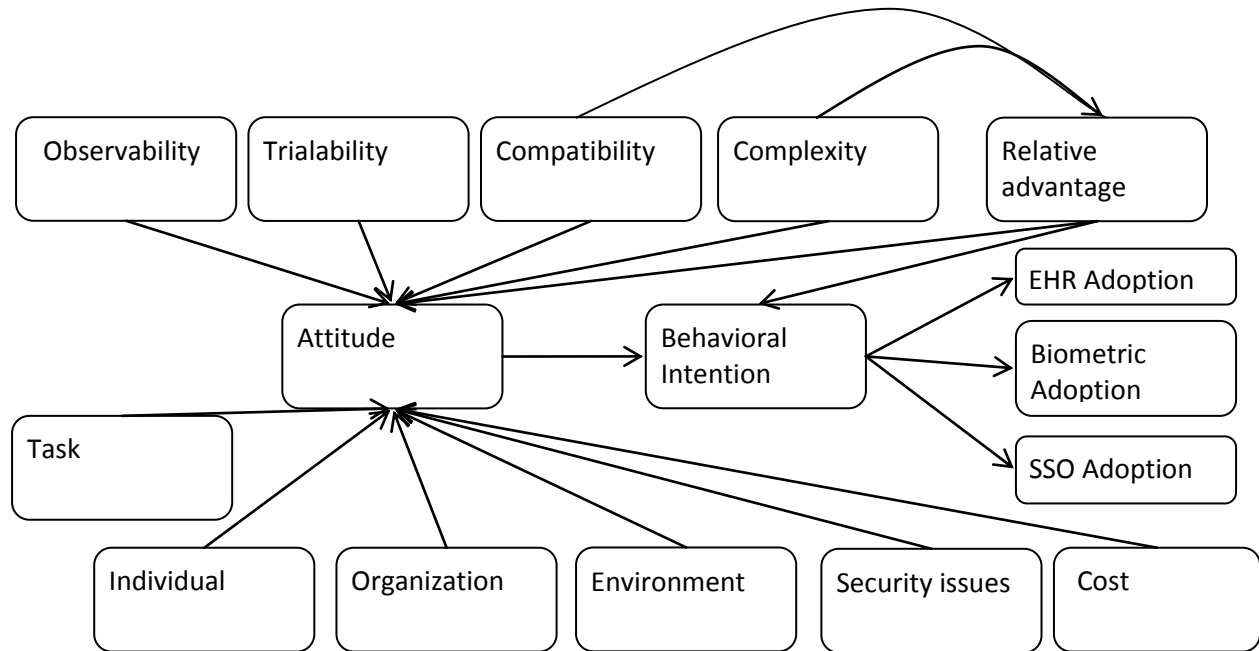 Observability
Trialability
Compatibility
Complexity
Relative
advantage
EHR Adoption
Attitude
Behavioral
Intention
Biometric
Adoption
Task
SSO Adoption
Individual
Organization
Environment
Security issues
Cost